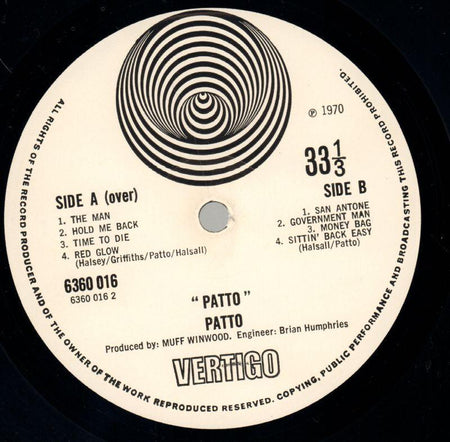 ALL RIGHTS OF THE RECORD PRODUCER AND OF THE OWNER OF THE WORK REPRODUCED RESERVED. COPYING, PUBLIC PERFORMANCE AND BROADCASTING THIS RECORD PROHIBITED.
℗ 1970
33 1/3
SIDE A (over)
1. THE MAN
2. HOLD ME BACK
3. TIME TO DIE
4. RED GLOW
(Halsey/Griffiths/Patto/Halsall)
SIDE B
1. SAN ANTONE
2. GOVERNMENT MAN
3. MONEY BAG
4. SITTIN' BACK EASY
(Halsall/Patto)
6360 016
6360 016 2
" PATTO "
PATTO
Produced by: MUFF WINWOOD. Engineer: Brian Humphries
VERTIGO